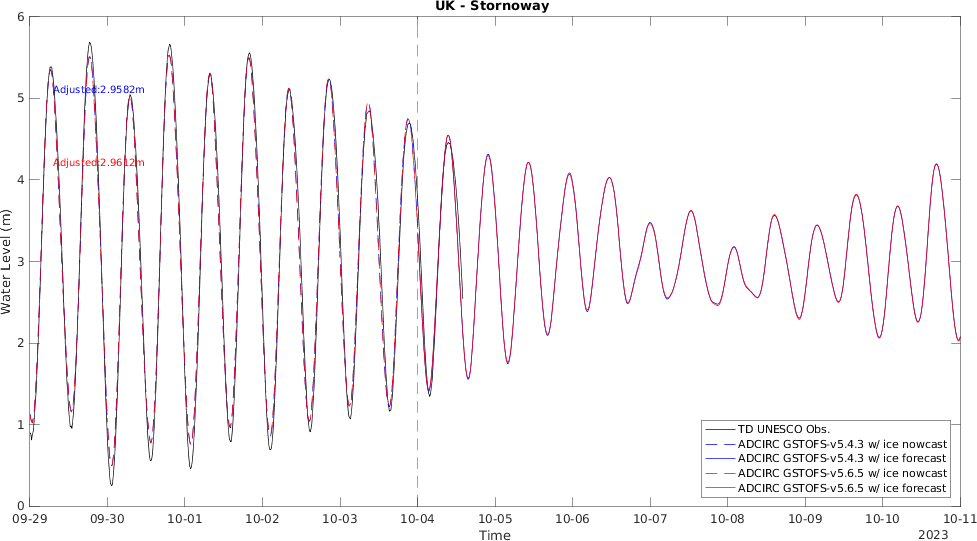 UK - Stornoway
6
5
4
3
2
1
0
Water Level (m)
Adjusted:2.9582m
Adjusted:2.9612m
TD UNESCO Obs.
ADCIRC GSTOFS-v5.4.3 w/ ice nowcast
ADCIRC GSTOFS-v5.4.3 w/ ice forecast
ADCIRC GSTOFS-v5.6.5 w/ ice nowcast
ADCIRC GSTOFS-v5.6.5 w/ ice forecast
09-29 09-30 10-01 10-02 10-03 10-04 10-05 10-06 10-07 10-08 10-09 10-10 10-11
Time
2023